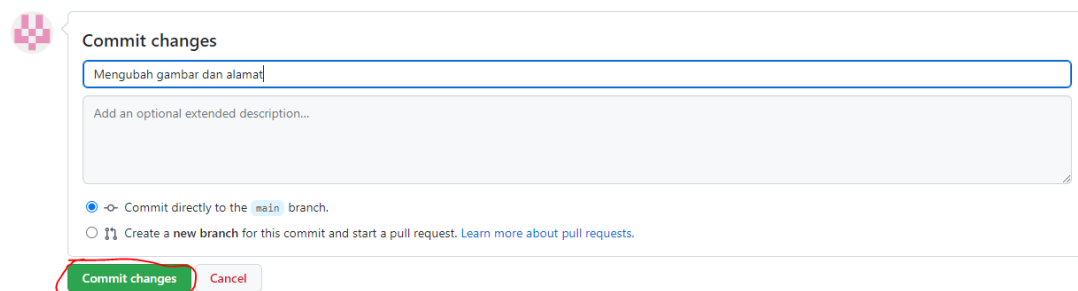 Commit changes
Mengubah gambar dan alamat
Add an optional extended description...
Commit directly to the main branch.
Create a new branch for this commit and start a pull request. Learn more about pull requests.
Commit changes Cancel